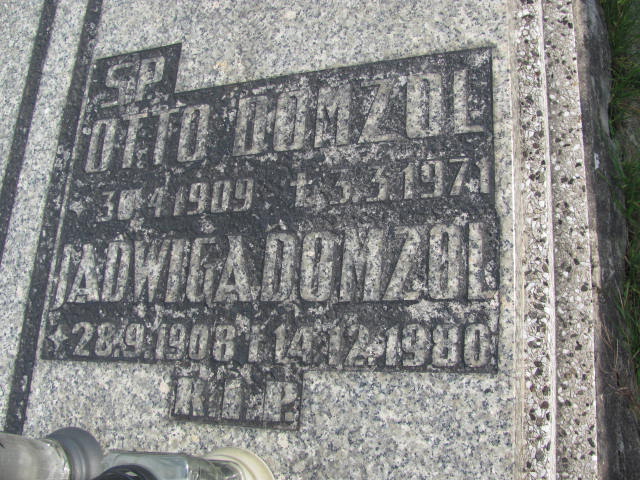 ŚP.
OTTO DOMZOL
* 30.4.1909 †. 3.3.1971
JADWIGA DOMZOL
* 28.9.1908 † 14.12.1980
R.I.P.